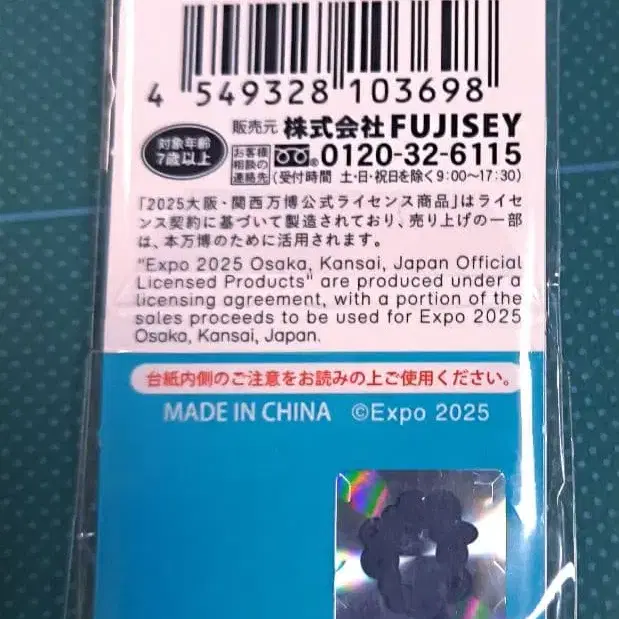 4 549328 103698
対象年齢
7歳以上
販売元 株式会社FUJISEY
お客様
相談の
連絡先
0120-32-6115
(受付時間 土・日・祝日を除く9:00〜17:30)
「2025大阪・関西万博公式ライセンス商品」はライセ
ンス契約に基づいて製造されており、売り上げの一部
は、本万博のために活用されます。
"Expo 2025 Osaka, Kansai, Japan Official
Licensed Products" are produced under a
licensing agreement, with a portion of the
sales proceeds to be used for Expo 2025
Osaka, Kansai, Japan.
台紙内側のご注意をお読みの上ご使用ください。
MADE IN CHINA ©Expo 2025